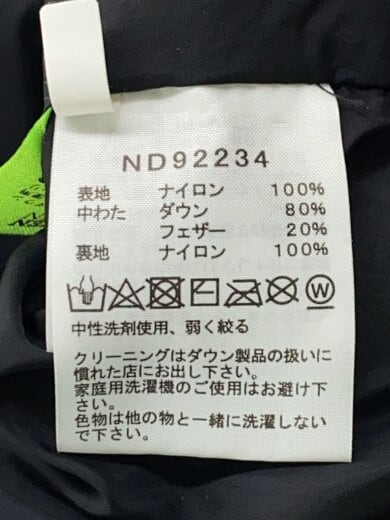 ND92234
表地 ナイロン 100%
中わた ダウン 80%
フェザー 20%
裏地 ナイロン 100%
W
中性洗剤使用、弱く絞る
クリーニングはダウン製品の扱いに
慣れた店にお出し下さい。
家庭用洗濯機のご使用はお避け下
さい。
色物は他の物と一緒に洗濯しない
で下さい。